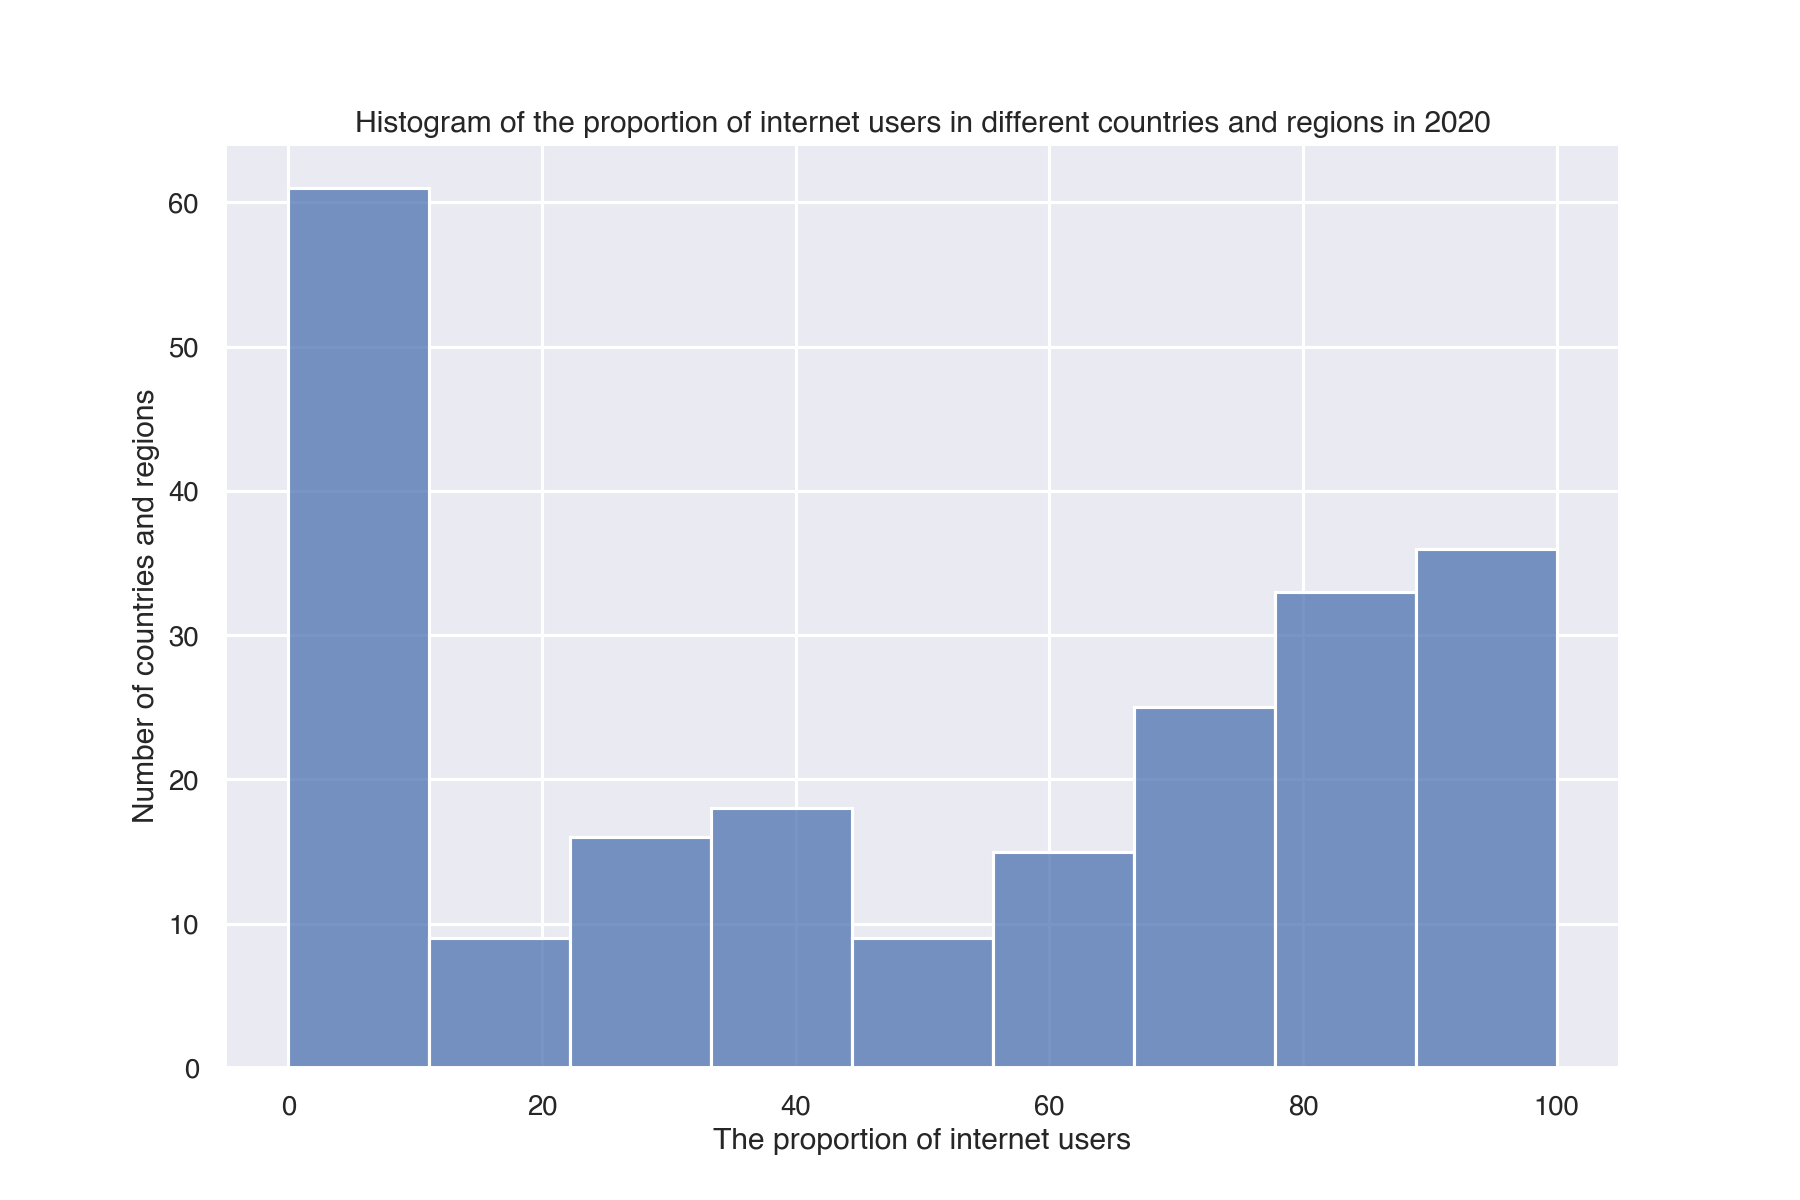 Histogram of the proportion of internet users in different countries and regions in 2020
60
50
40
30
20
10
0
Number of countries and regions
0 20 40 60 80 100
The proportion of internet users